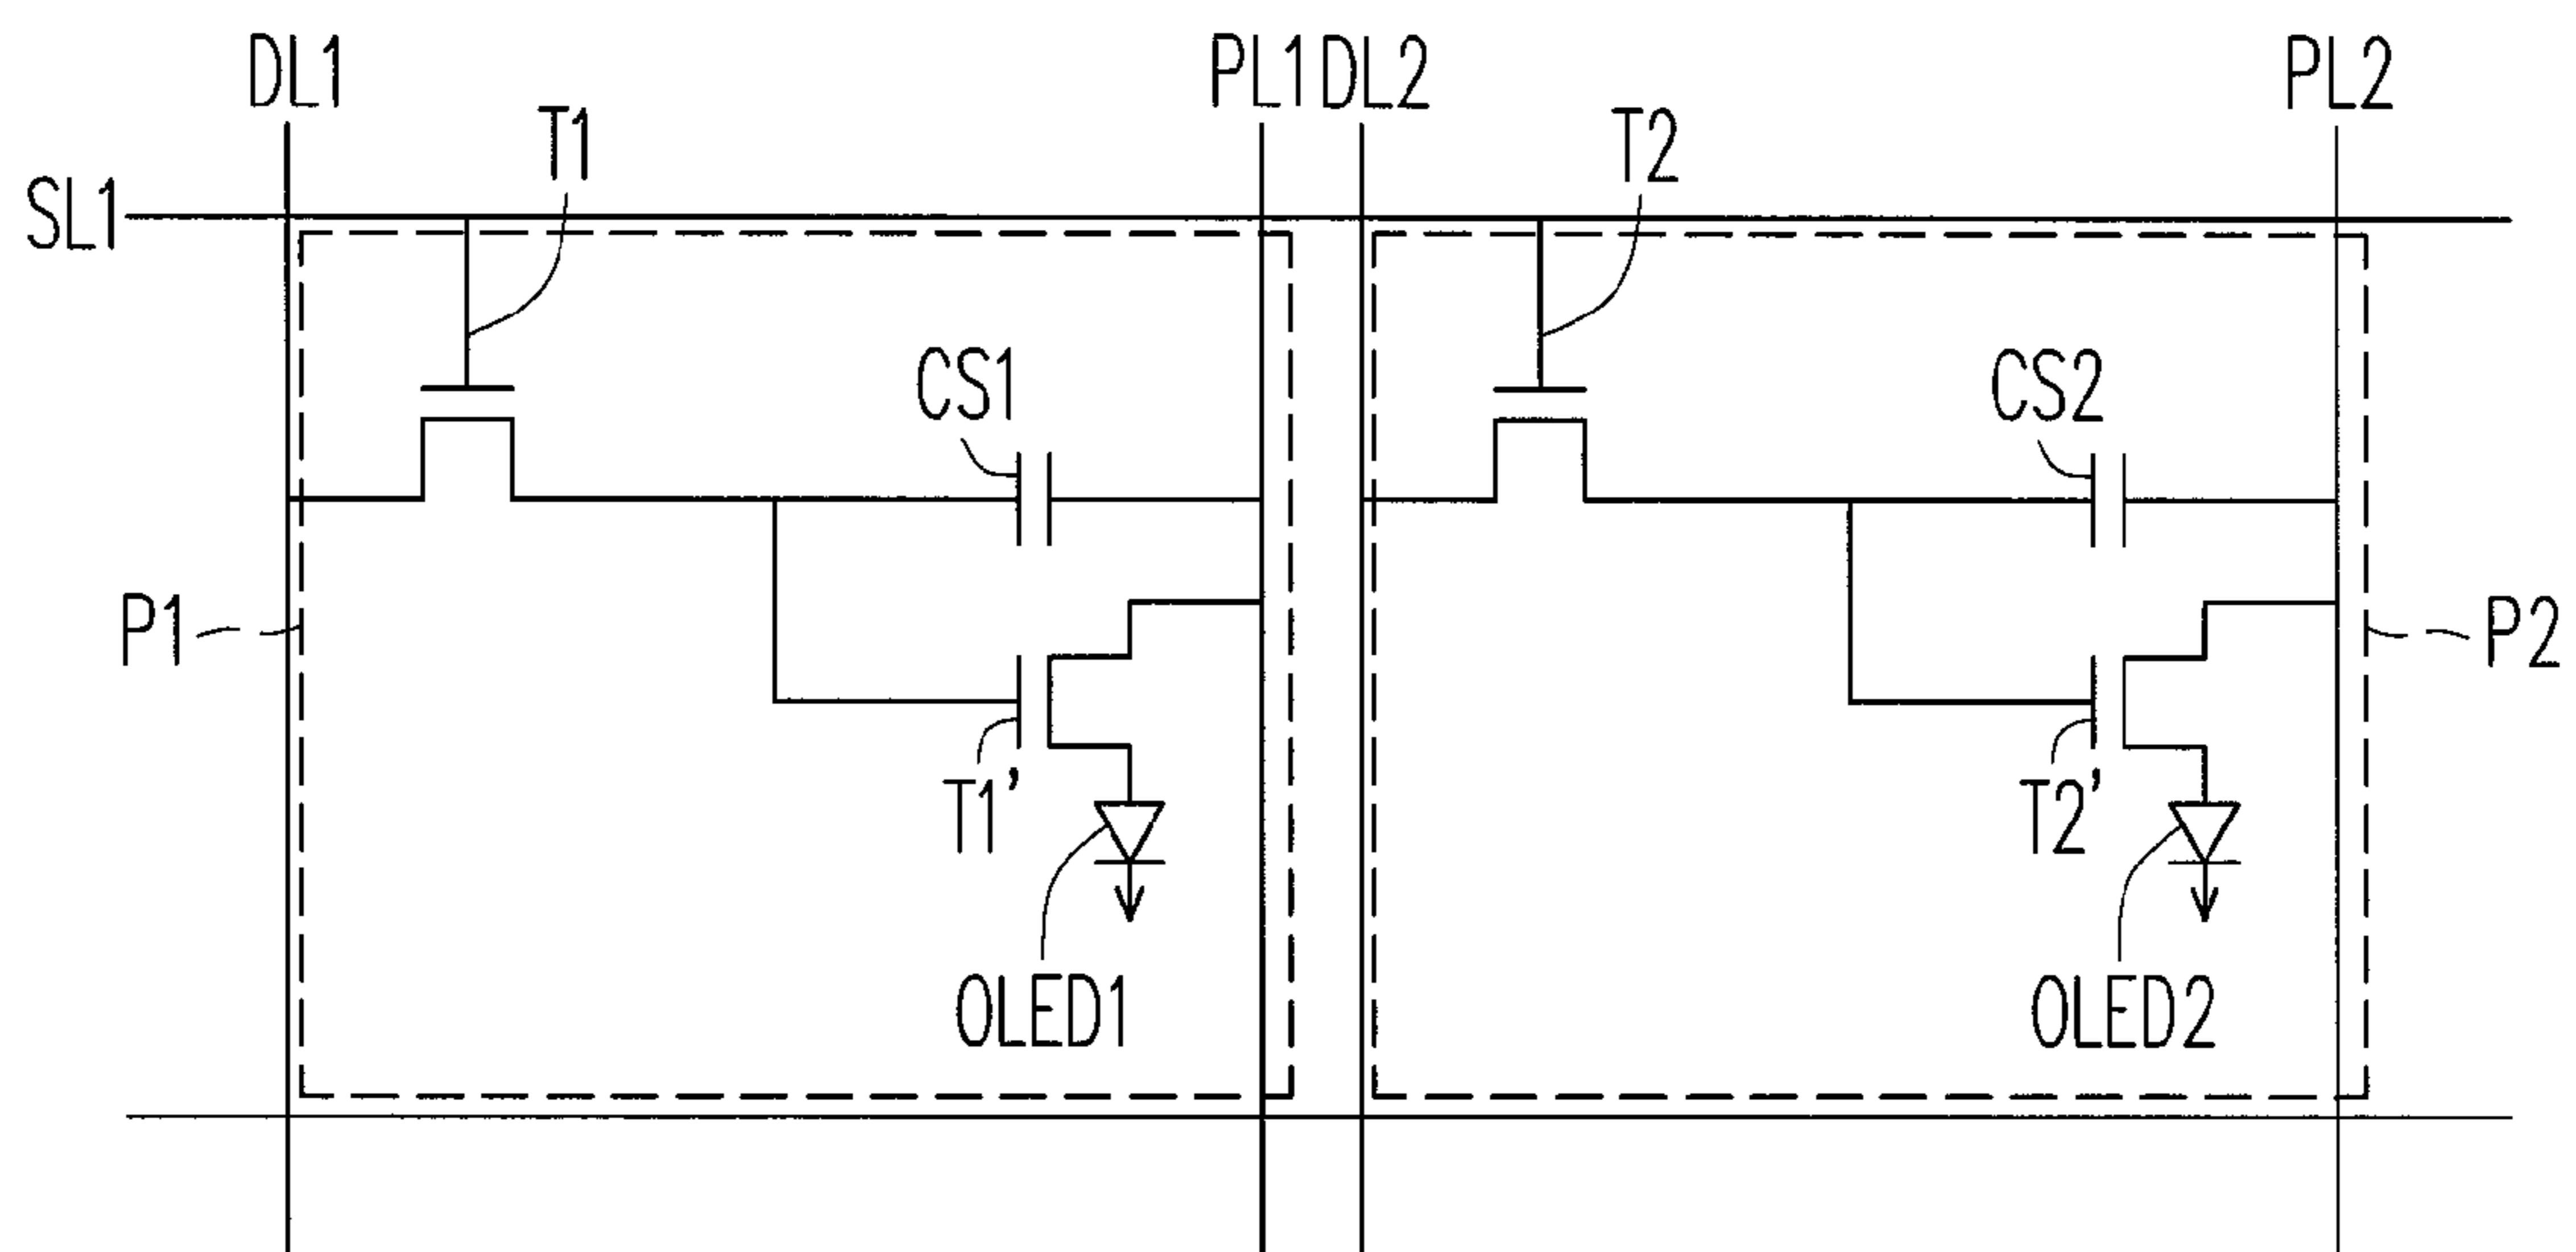 DL1
PL1
DL2
PL2
T1
T2
SL1
CS1
CS2
P1
P2
T1'
T2'
OLED1
OLED2